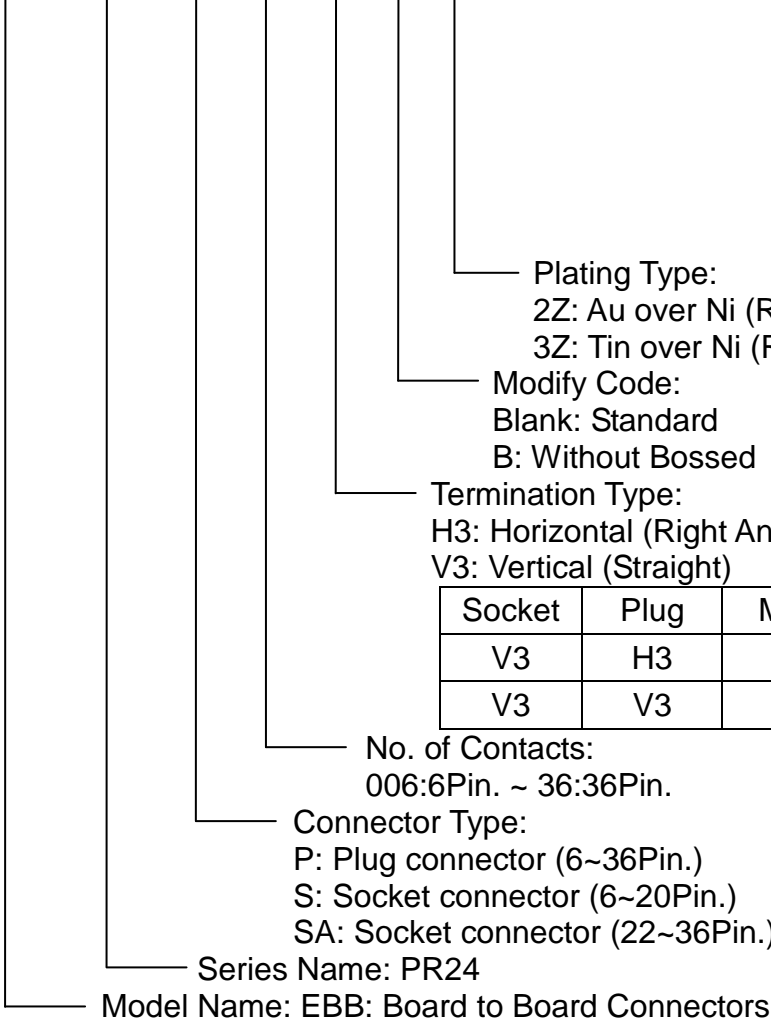 Plating Type:
2Z: Au over Ni (
3Z: Tin over Ni (
Modify Code:
Blank: Standard
B: Without Bossed
Termination Type:
H3: Horizontal (Right An
V3: Vertical (Straight)
Socket Plug
V3 H3
V3 V3
No. of Contacts:
006:6Pin. ~ 36:36Pin.
Connector Type:
P: Plug connector (6~36Pin.)
S: Socket connector (6~20Pin.)
SA: Socket connector (22~36Pin.)
Series Name: PR24
Model Name: EBB: Board to Board Connectors